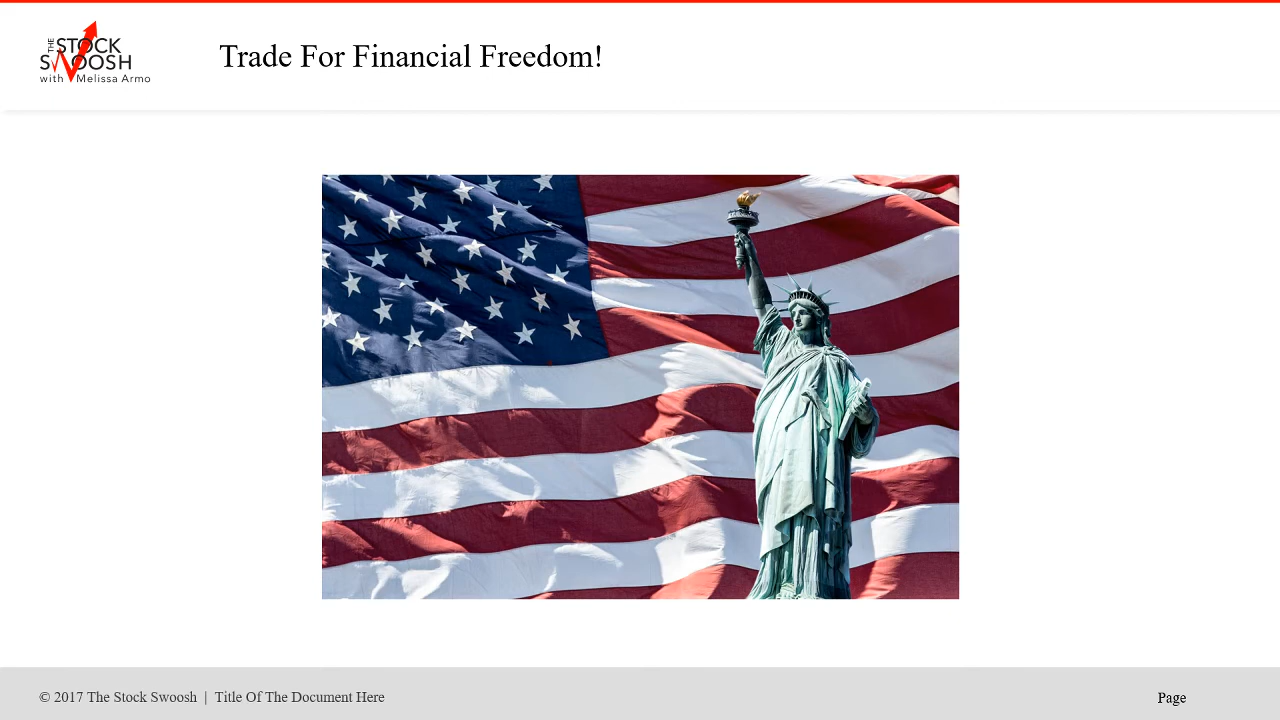 THE
STOCK
SWOOSH
with Melissa Armo
Trade For Financial Freedom!
© 2017 The Stock Swoosh | Title Of The Document Here
Page